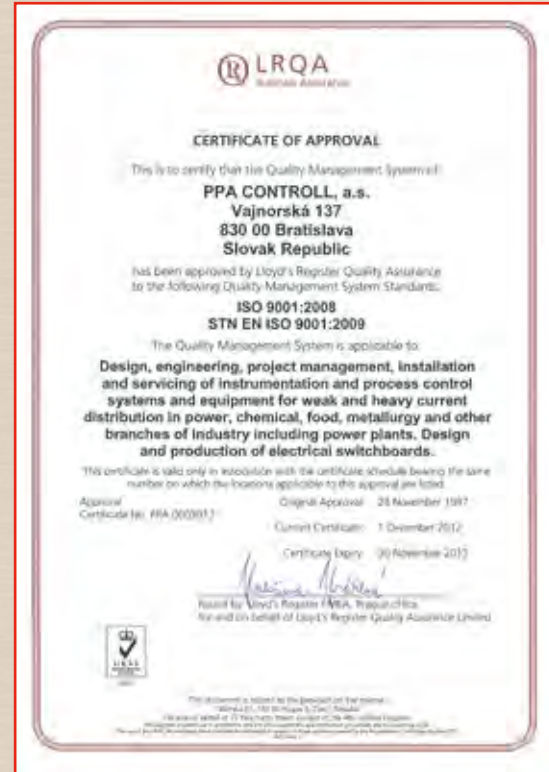 LRQA
Business Assurance
CERTIFICATE OF APPROVAL
This is to certify that the Quality Management System of:
PPA CONTROLL, a.s.
Vajnorská 137
830 00 Bratislava
Slovak Republic
has been approved by Lloyd's Register Quality Assurance
to the following Quality Management System Standards:
ISO 9001:2008
STN EN ISO 9001:2009
The Quality Management System is applicable to:
Design, engineering, project management, installation
and servicing of instrumentation and process control
systems and equipment for weak and heavy current
distribution in power, chemical, food, metallurgy and other
branches of industry including power plants. Design
and production of electrical switchboards.
This certificate is valid only in association with the certificate schedule bearing the same
number on which the locations applicable to this approval are listed.
Approval
Certificate No: PRA
Original Approval: 28 November 1997
Current Certificate: 1 December 2012
Certificate Expiry: 30 November 2015
Issued by: Lloyd's Register EMEA, Prague office
for and on behalf of Lloyd's Register Quality Assurance Limited
UKAS